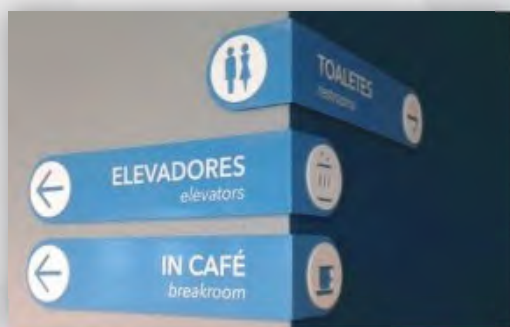 TOALETES
restrooms
ELEVADORES
elevators
IN CAFÉ
breakroom